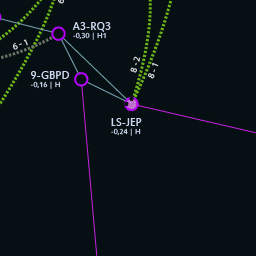 A3-RQ3
-0,30 | H1
6 - 1
9-GBPD
-0,16 | H
8 - 2
8 - 1
LS-JEP
-0,24 | H